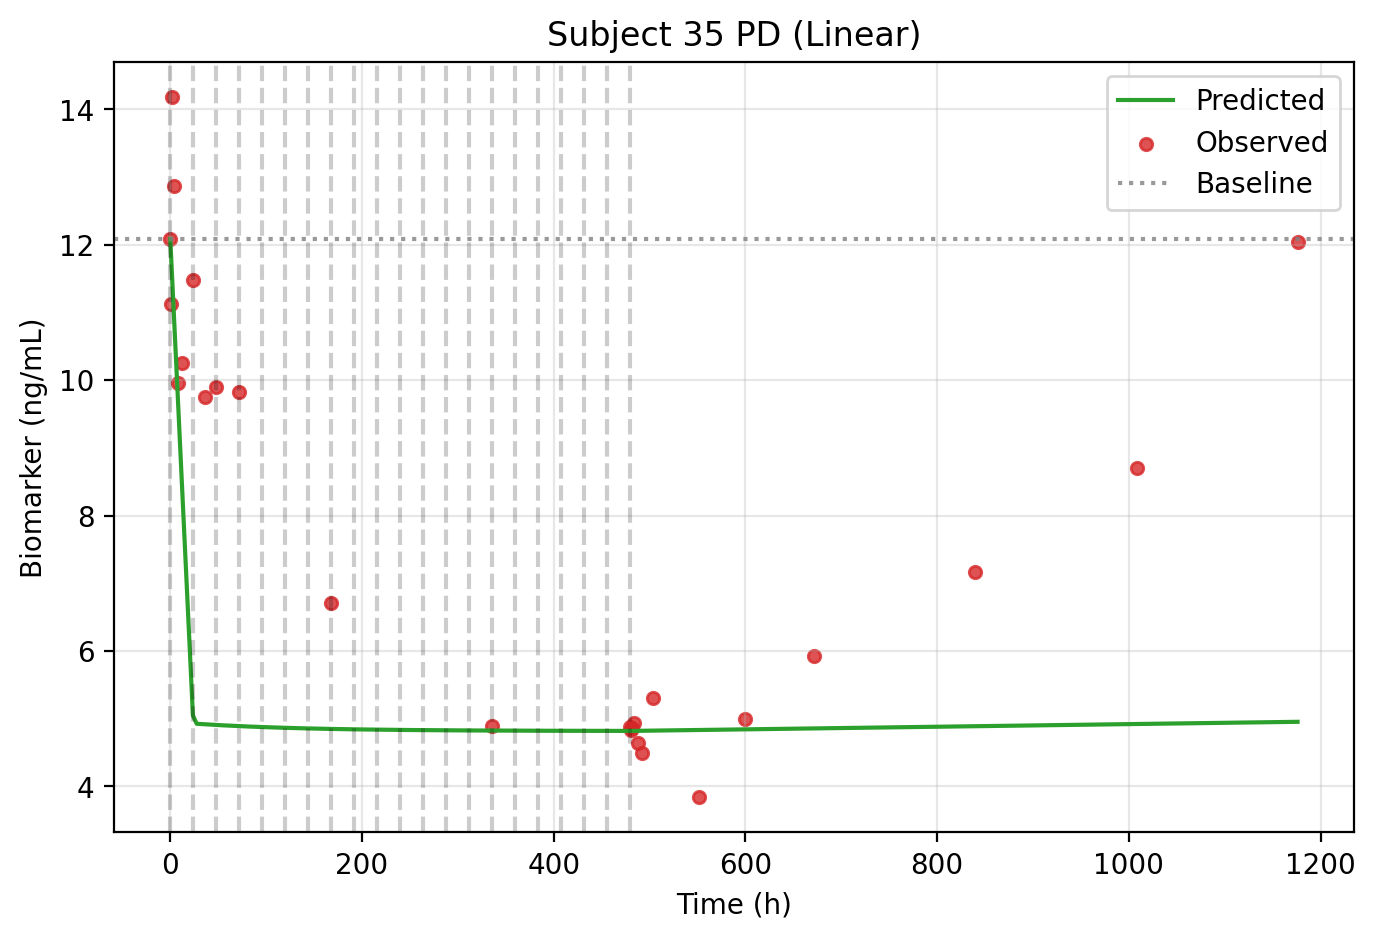 Subject 35 PD (Linear)
Predicted
Observed
Baseline
Biomarker (ng/mL)
14
12
10
8
6
4
0
200
400
600
800
1000
1200
Time (h)